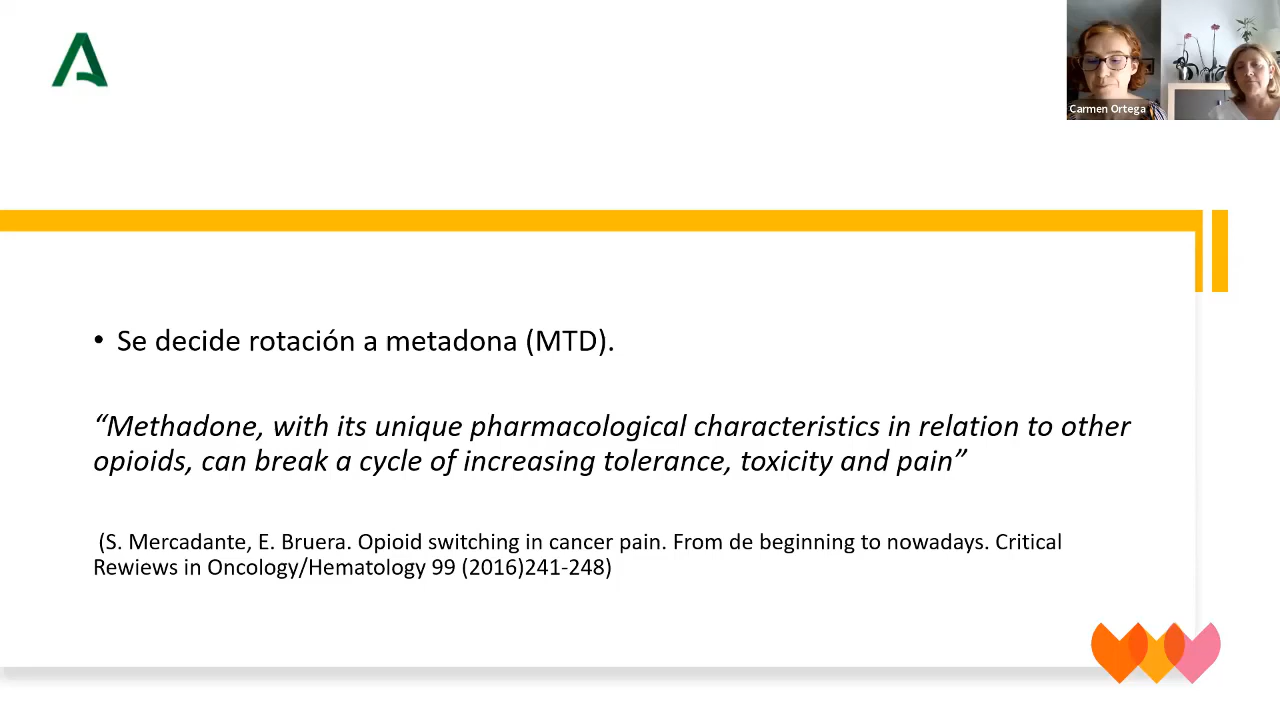 Carmen Ortega
• Se decide rotación a metadona (MTD).
“Methadone, with its unique pharmacological characteristics in relation to other
opioids, can break a cycle of increasing tolerance, toxicity and pain”
(S. Mercadante, E. Bruera. Opioid switching in cancer pain. From de beginning to nowadays. Critical
Rewiews in Oncology/Hematology 99 (2016)241-248)